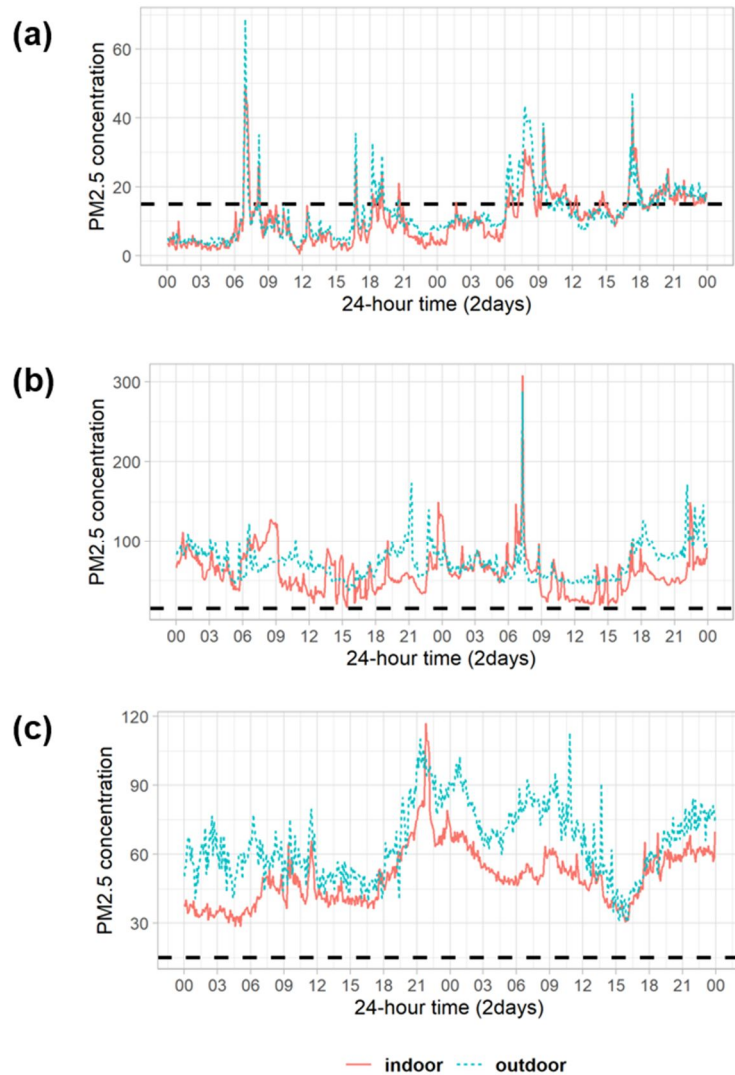 (a)
PM2.5 concentration
60
40
20
0
00 03 06 09 12 15 18 21 00 03 06 09 12 15 18 21 00
24-hour time (2days)
(b)
PM2.5 concentration
300
200
100
00 03 06 09 12 15 18 21 00 03 06 09 12 15 18 21 00
24-hour time (2days)
(c)
PM2.5 concentration
120
90
60
30
00 03 06 09 12 15 18 21 00 03 06 09 12 15 18 21 00
24-hour time (2days)
indoor outdoor